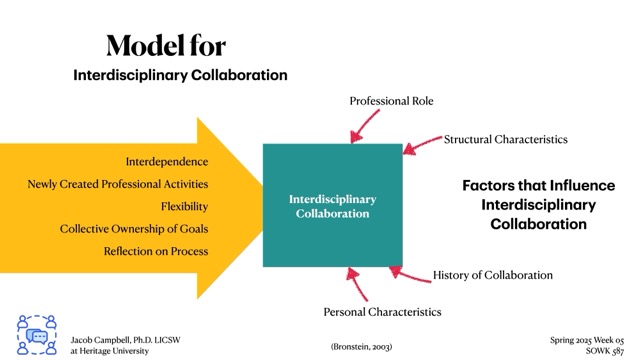 Model for
Interdisciplinary Collaboration
Professional Role
Structural Characteristics
Interdependence
Newly Created Professional Activities
Flexibility
Collective Ownership of Goals
Reflection on Process
Interdisciplinary
Collaboration
Factors that Influence
Interdisciplinary
Collaboration
History of Collaboration
Personal Characteristics
Jacob Campbell, Ph.D. LICSW
at Heritage University
(Bronstein, 2003)
Spring 2025 Week 05
SOWK 587